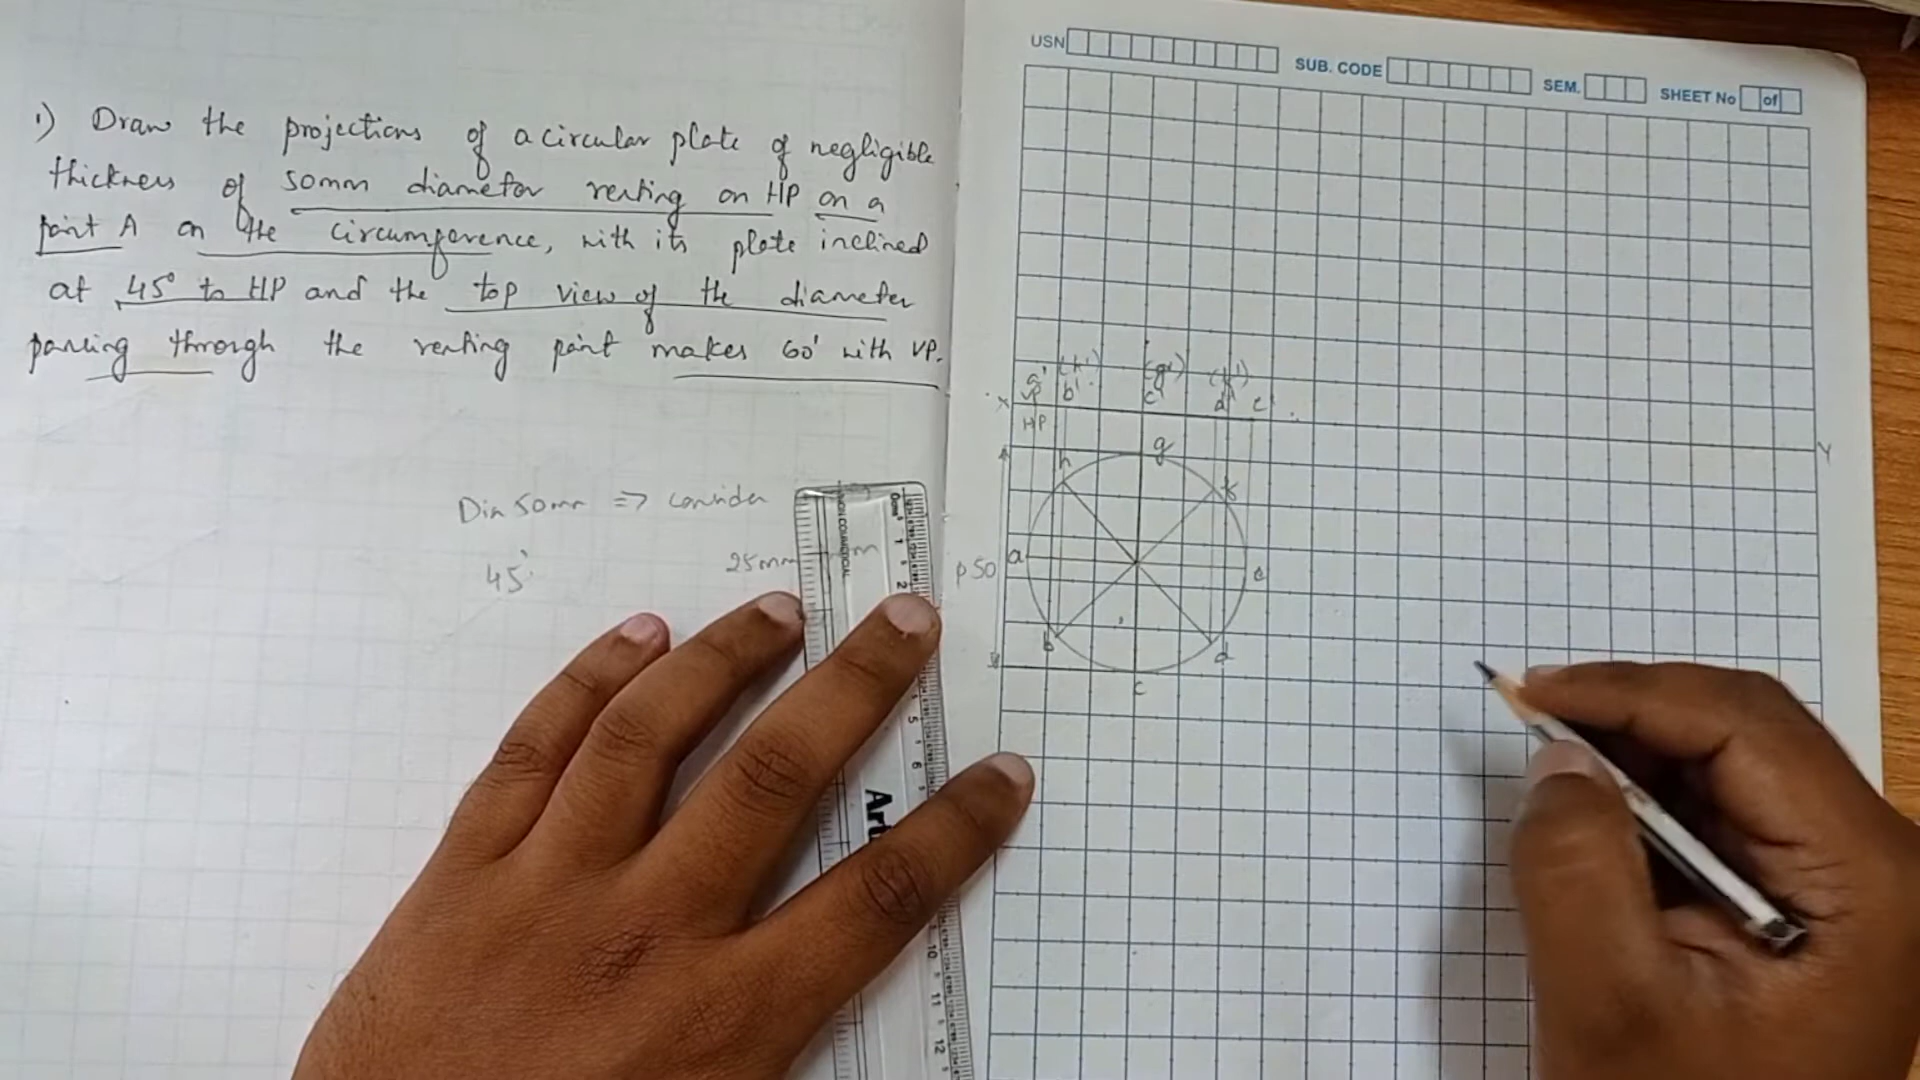 1) Draw the projections of a circular plate of negligible
thickness of 50mm diameter resting on HP on a
point A on the circumference, with its plate inclined
at 45° to HP and the top view of the diameter
passing through the resting point makes 60° with VP.
Dia 50mm => consider
45°
25mm
USN
SUB. CODE
SEM.
SHEET No of
a' (h') (g') (f')
VP b' c' d' e'
X
HP
Y
g
h f
φ50 a e
b d
c